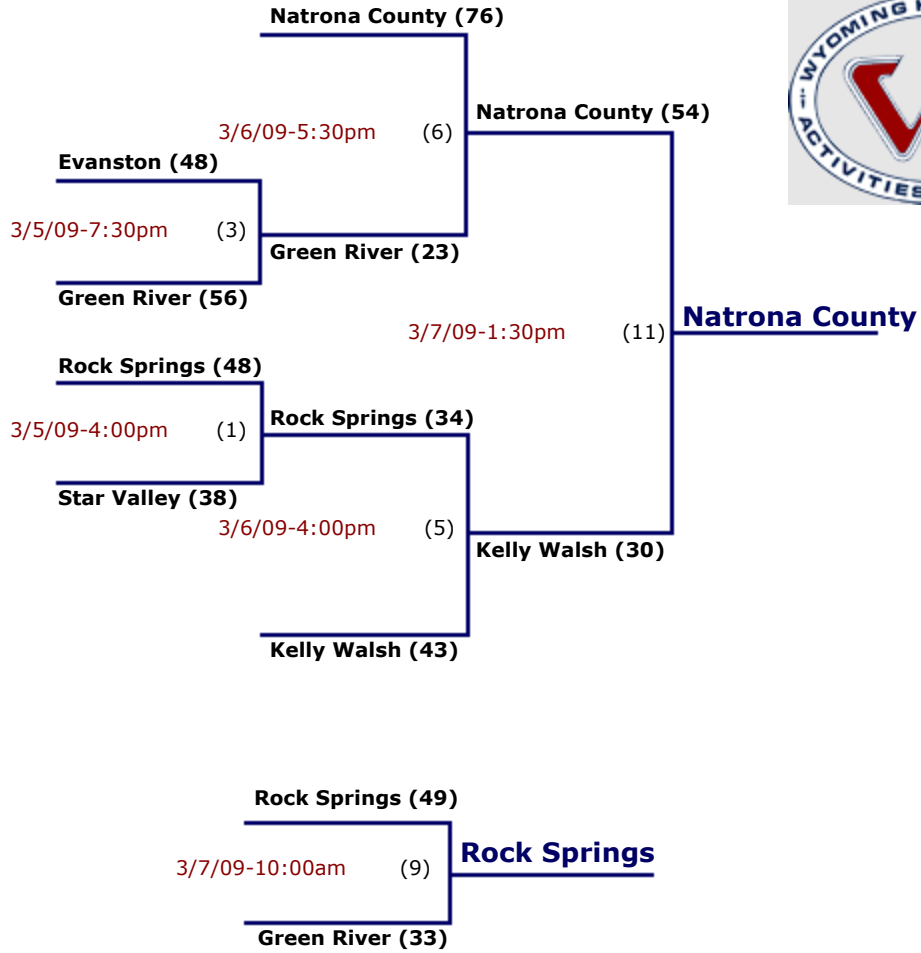 Natrona County (76)
3/6/09-5:30pm (6)
Natrona County (54)
Evanston (48)
3/5/09-7:30pm (3)
Green River (23)
Green River (56)
3/7/09-1:30pm (11)
Natrona County
Rock Springs (48)
3/5/09-4:00pm (1)
Rock Springs (34)
Star Valley (38)
3/6/09-4:00pm (5)
Kelly Walsh (30)
Kelly Walsh (43)
Rock Springs (49)
3/7/09-10:00am (9)
Rock Springs
Green River (33)
WYOMING
ACTIVITIES